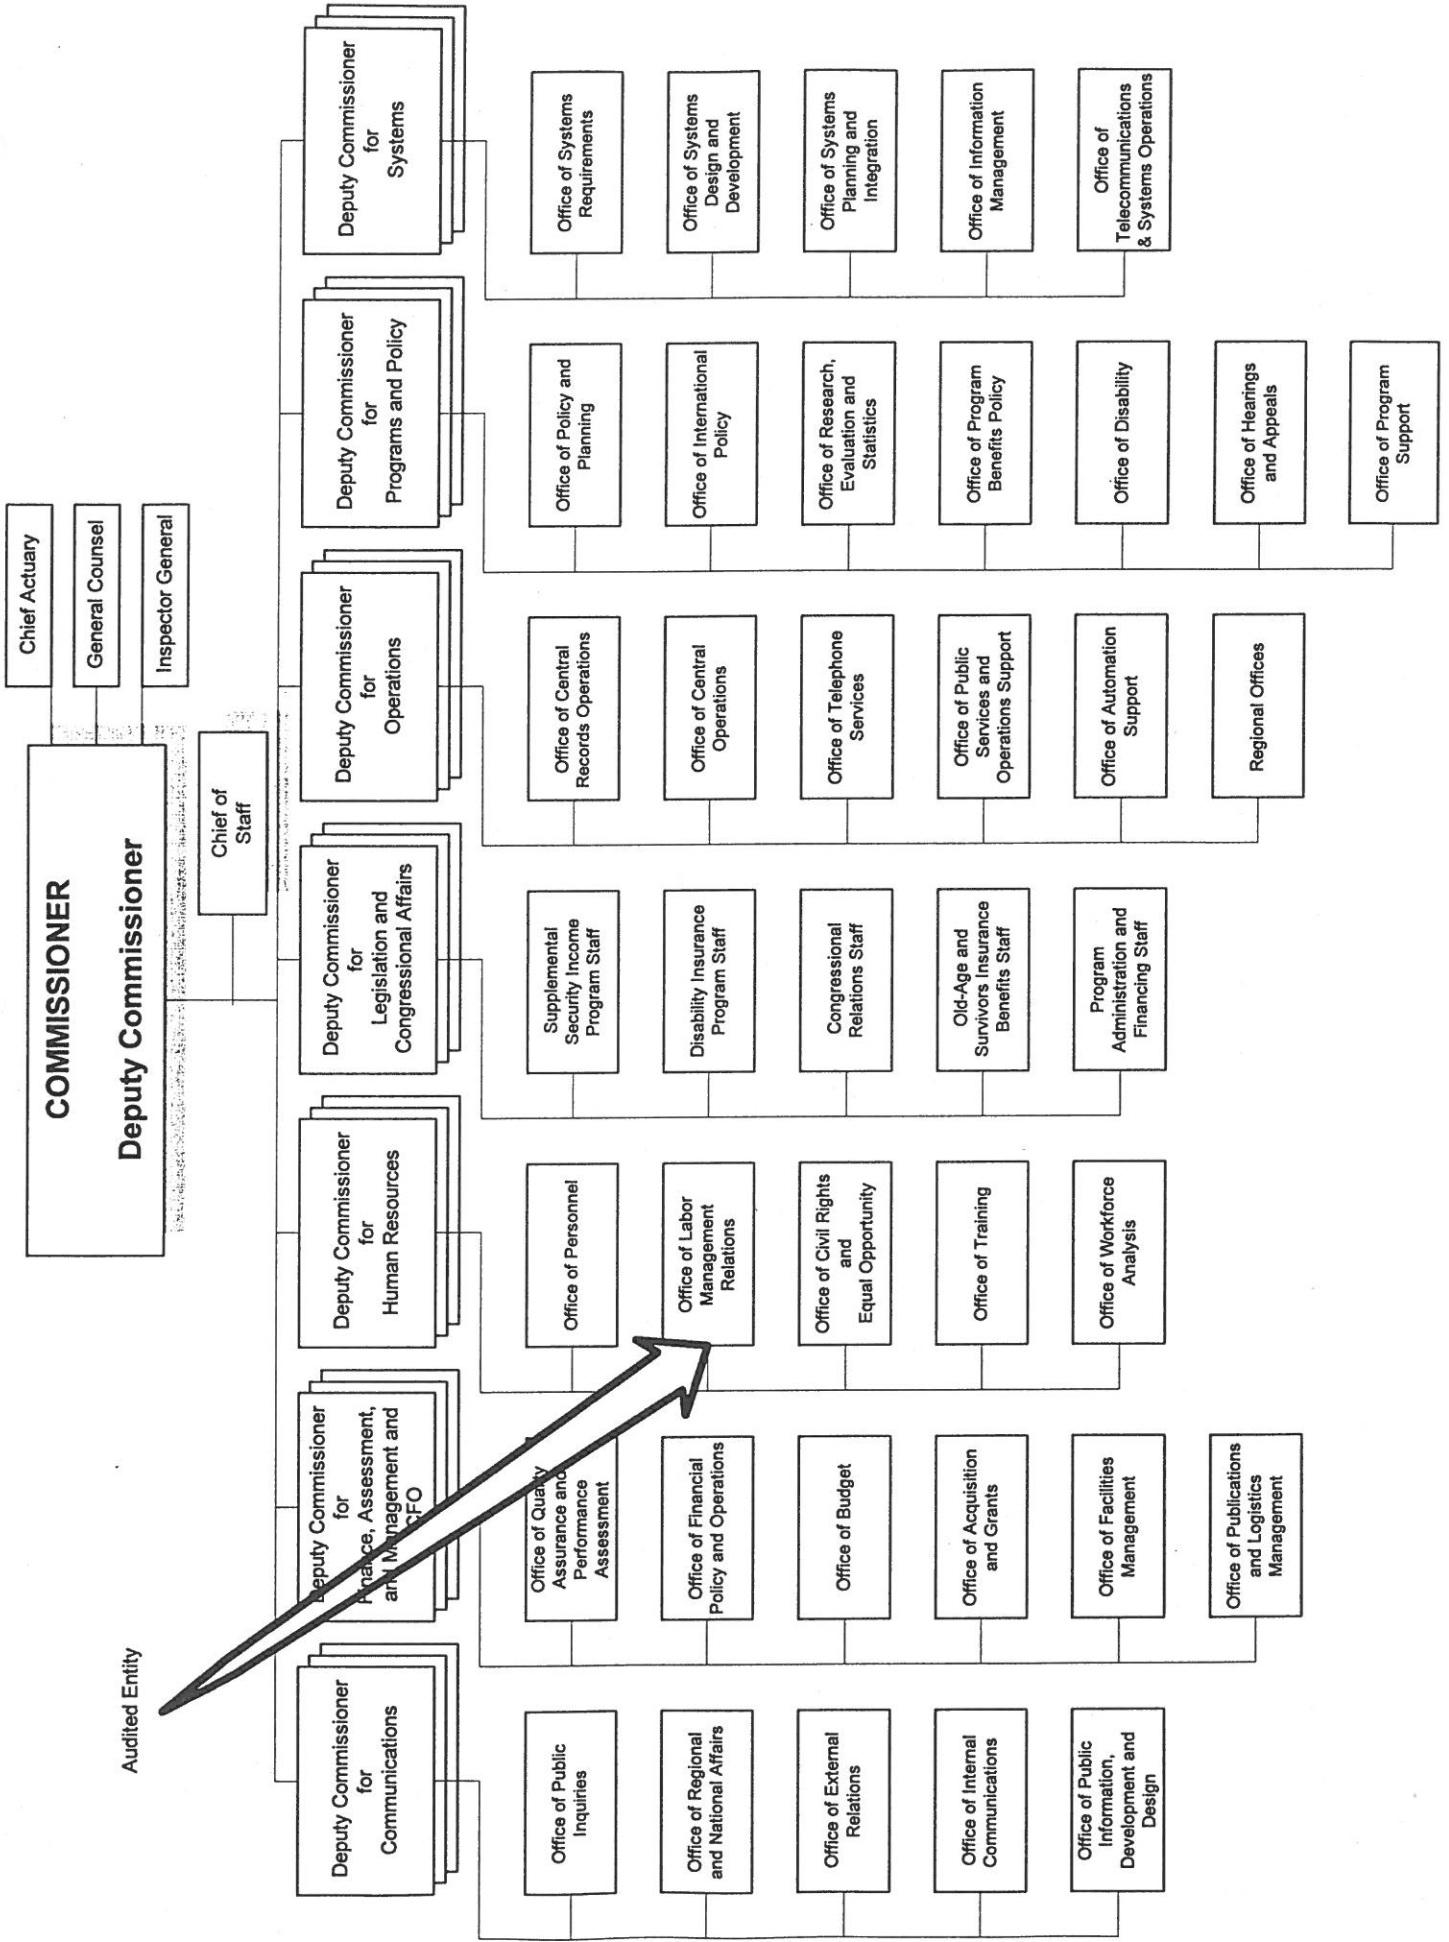 Chief Actuary
General Counsel
Inspector General
COMMISSIONER
Deputy Commissioner
Chief of
Staff
Audited Entity
Deputy Commissioner
for
Communications
Office of Public
Inquiries
Office of Regional
and National Affairs
Office of External
Relations
Office of Internal
Communications
Office of Public
Information,
Development and
Design
Deputy Commissioner
for
Finance, Assessment,
and Management and
CFO
Office of Quality
Assurance and
Performance
Assessment
Office of Financial
Policy and Operations
Office of Budget
Office of Acquisition
and Grants
Office of Facilities
Management
Office of Publications
and Logistics
Management
Deputy Commissioner
for
Human Resources
Office of Personnel
Office of Labor
Management
Relations
Office of Civil Rights
and
Equal Opportunity
Office of Training
Office of Workforce
Analysis
Deputy Commissioner
for
Legislation and
Congressional Affairs
Supplemental
Security Income
Program Staff
Disability Insurance
Program Staff
Congressional
Relations Staff
Old-Age and
Survivors Insurance
Benefits Staff
Program
Administration and
Financing Staff
Deputy Commissioner
for
Operations
Office of Central
Records Operations
Office of Central
Operations
Office of Telephone
Services
Office of Public
Services and
Operations Support
Office of Automation
Support
Regional Offices
Deputy Commissioner
for
Programs and Policy
Office of Policy and
Planning
Office of International
Policy
Office of Research,
Evaluation and
Statistics
Office of Program
Benefits Policy
Office of Disability
Office of Hearings
and Appeals
Office of Program
Support
Deputy Commissioner
for
Systems
Office of Systems
Requirements
Office of Systems
Design and
Development
Office of Systems
Planning and
Integration
Office of Information
Management
Office of
Telecommunications
& Systems Operations